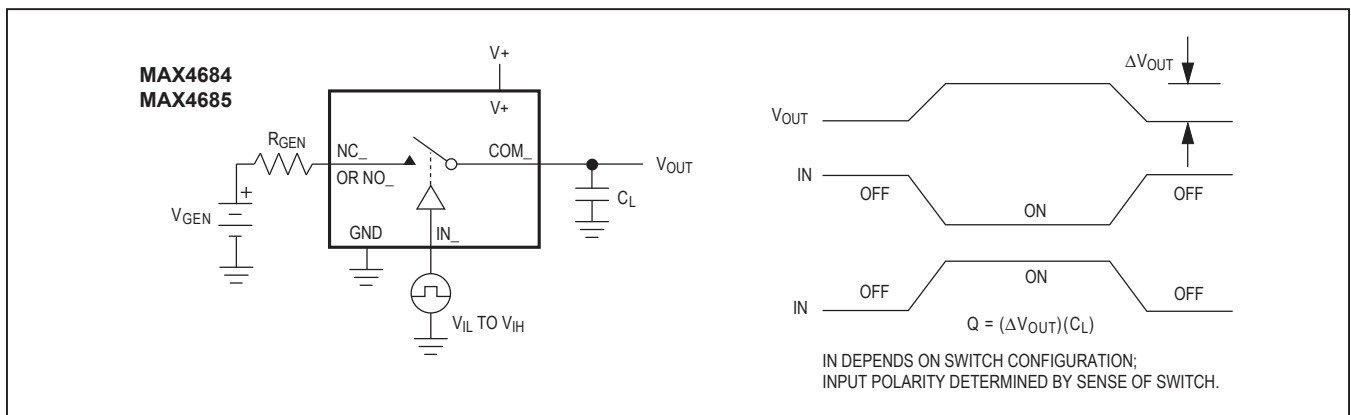 MAX4684
MAX4685
V+
V+
RGEN
NC_
OR NO_
COM_
VOUT
CL
VGEN
+
GND
IN_
VIL TO VIH
ΔVOUT
VOUT
IN
OFF
ON
OFF
IN
OFF
ON
OFF
Q = (ΔVOUT)(CL)
IN DEPENDS ON SWITCH CONFIGURATION;
INPUT POLARITY DETERMINED BY SENSE OF SWITCH.